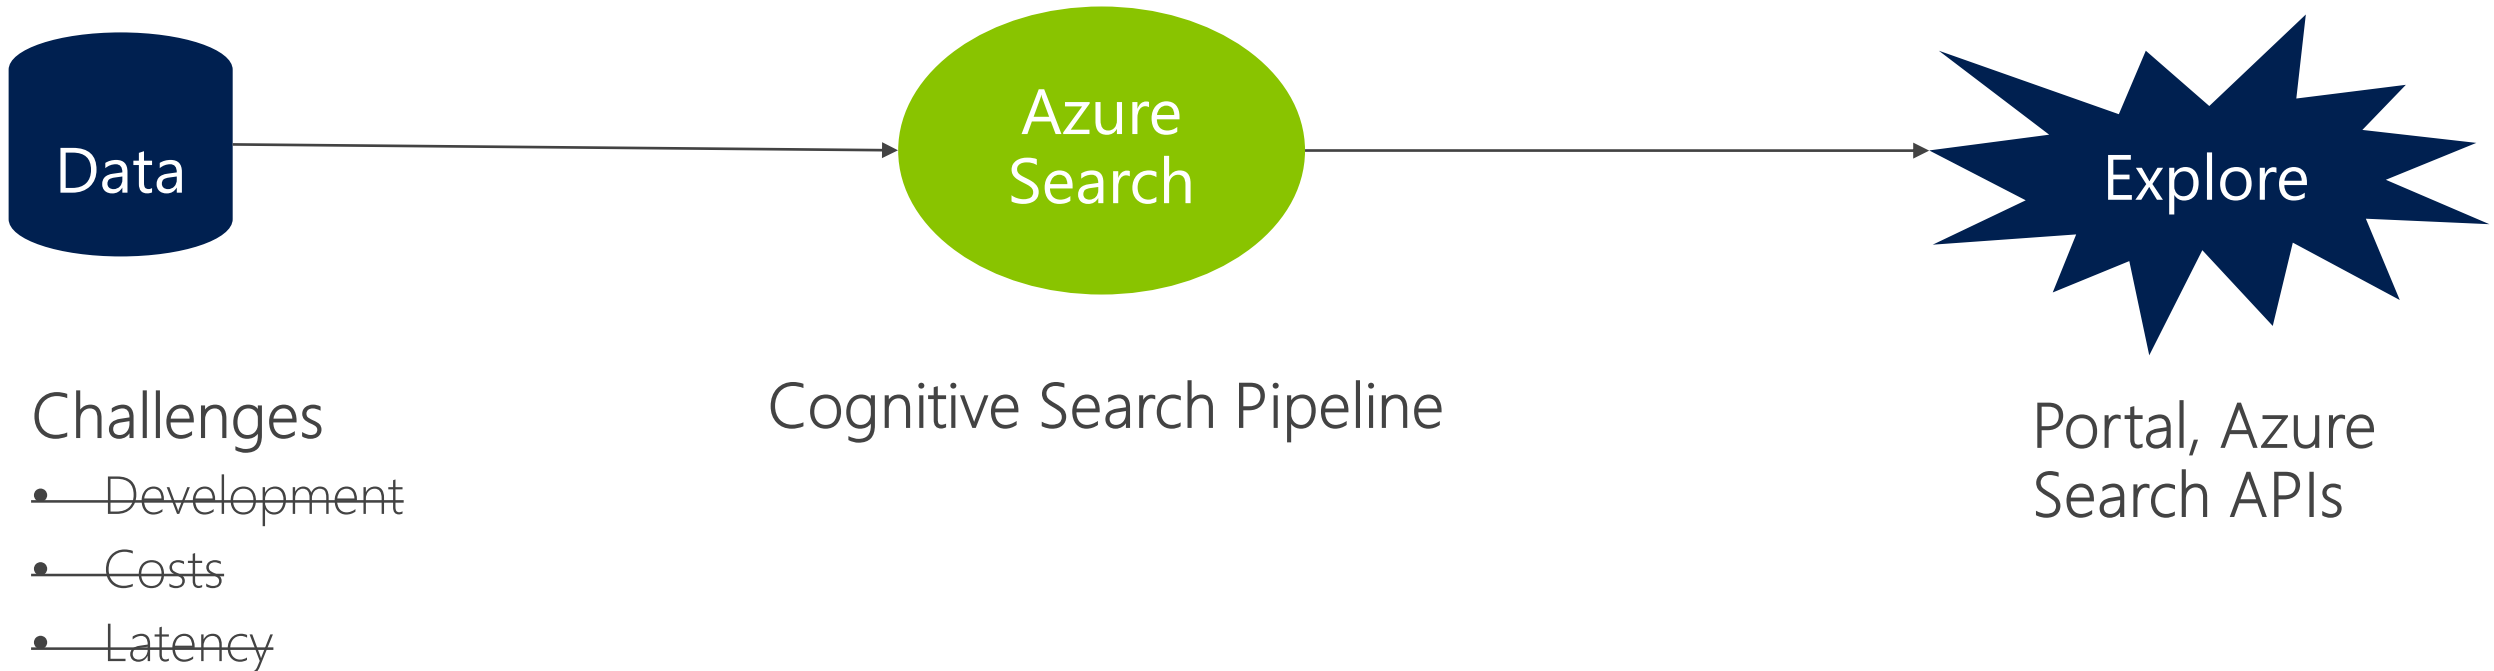 Data
Azure
Search
Explore
Challenges
Development
Costs
Latency
Cognitive Search Pipeline
Portal, Azure
Search APIs